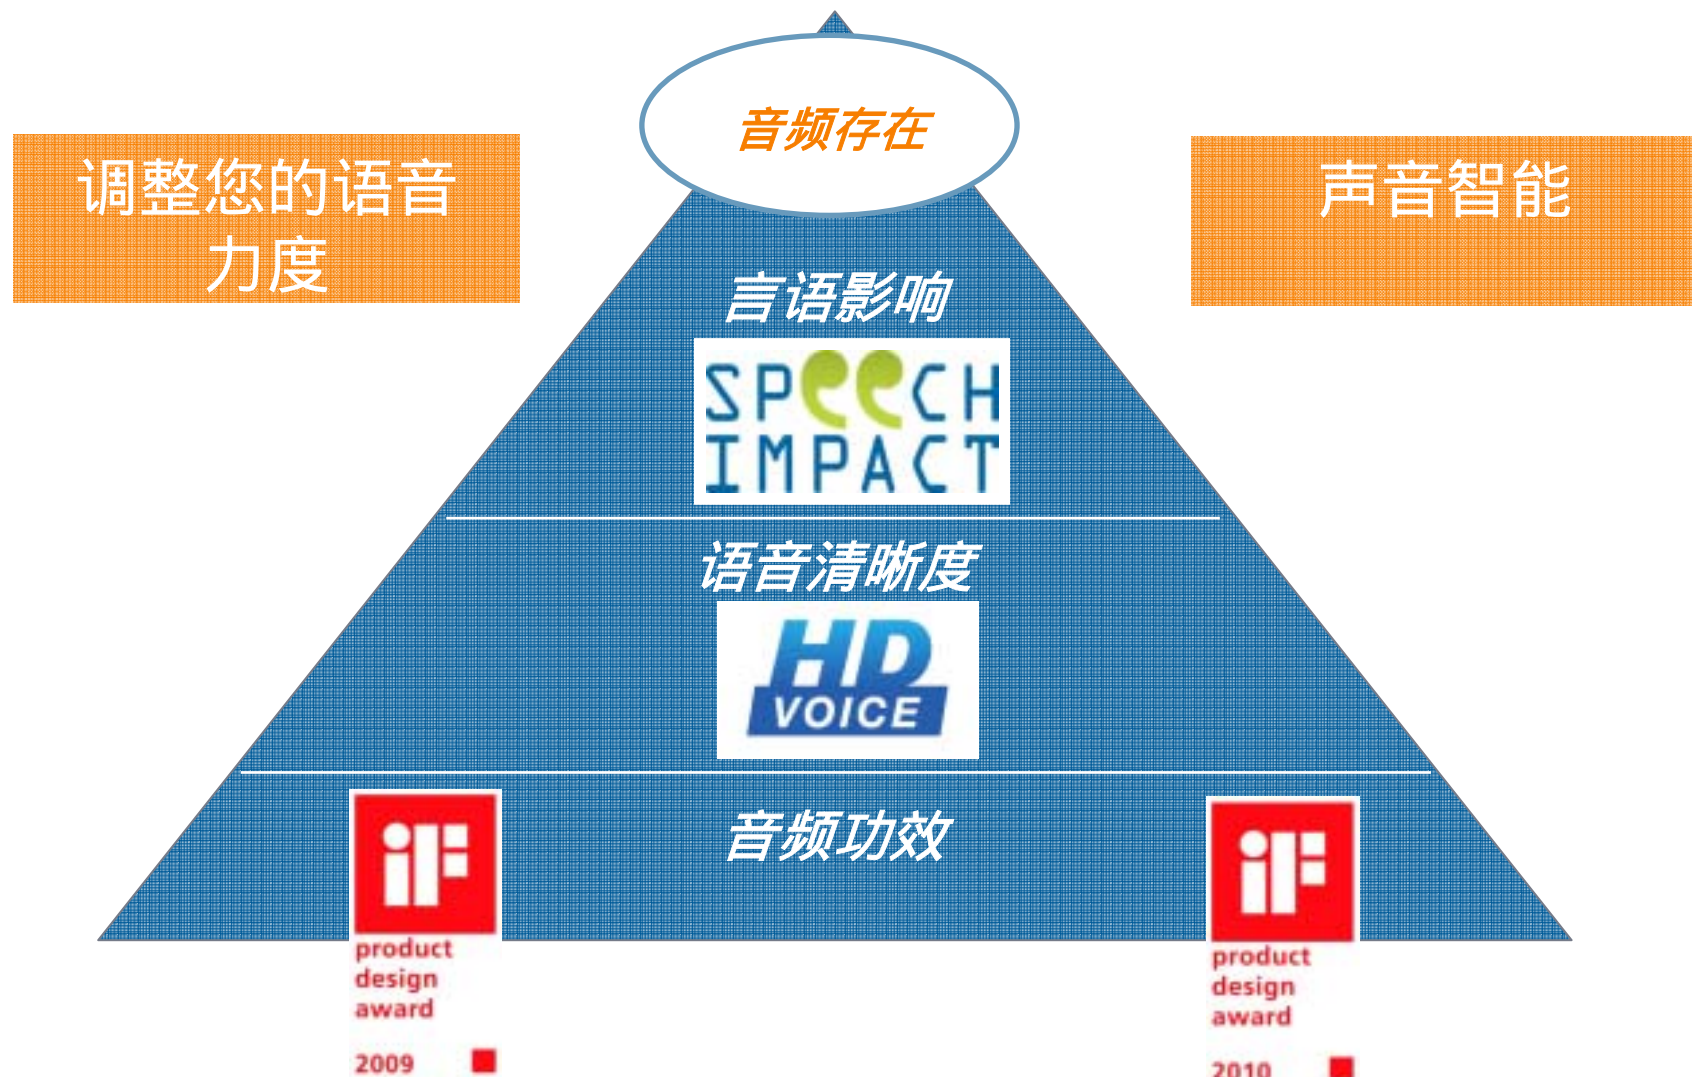 音频存在
调整您的语音
力度
声音智能
言语影响
SPEECH
IMPACT
语音清晰度
HD
VOICE
音频功效
iF
product
design
award
2009
iF
product
design
award
2010